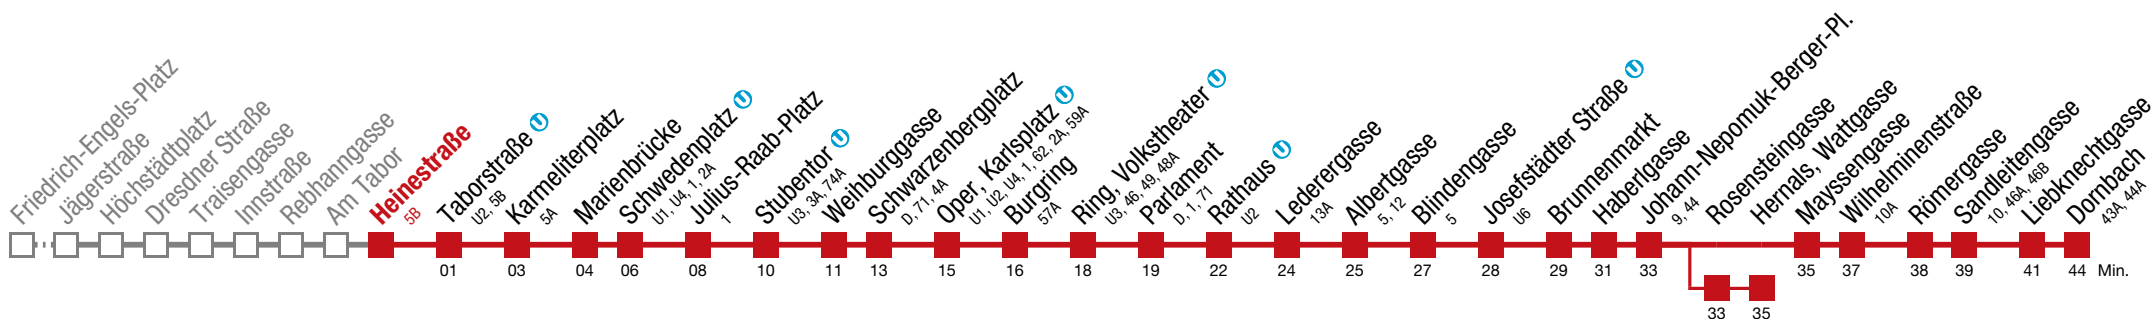 Friedrich-Engels-Platz
Jägerstraße
Höchstädtplatz
Dresdner Straße
Traisengasse
Innstraße
Rebhanngasse
Am Tabor
Heinestraße
5B
Taborstraße U
U2, 5B
Karmeliterplatz
5A
Marienbrücke
Schwedenplatz U
U1, U4, 1, 2A
Julius-Raab-Platz
1
Stubentor U
U3, 3A, 74A
Weihburggasse
Schwarzenbergplatz
D, 71, 4A
Oper, Karlsplatz U
U1, U2, U4, 1, 62, 2A, 59A
Burgring
57A
Ring, Volkstheater U
U3, 46, 49, 48A
Parlament
D, 1, 71
Rathaus U
U2
Lederergasse
13A
Albertgasse
5, 12
Blindengasse
5
Josefstädter Straße U
U6
Brunnenmarkt
Haberlgasse
Johann-Nepomuk-Berger-Pl.
9, 44
Rosensteingasse
Hernals, Wattgasse
Mayssengasse
Wilhelminenstraße
10A
Römergasse
Sandleitengasse
10, 46A, 46B
Liebknechtgasse
Dornbach
43A, 44A
01 03 04 06 08 10 11 13 15 16 18 19 22 24 25 27 28 29 31 33 35 37 38 39 41 44 Min.
33 35